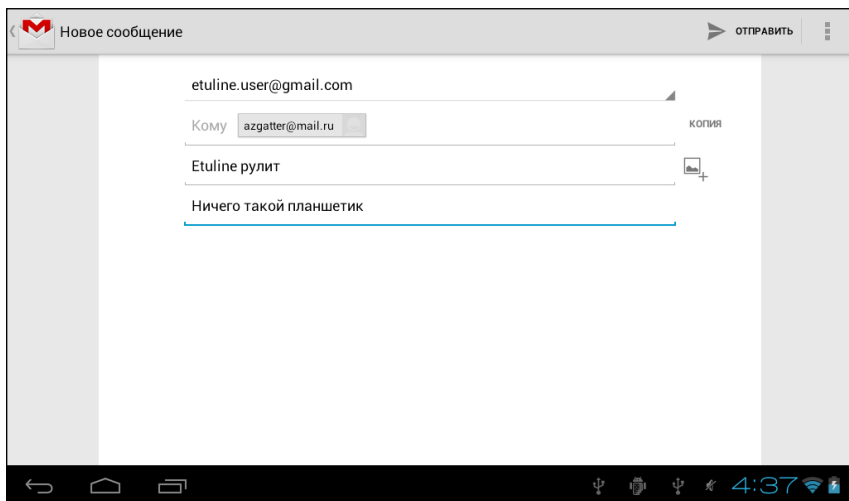 Новое сообщение
ОТПРАВИТЬ
etuline.user@gmail.com
Кому azgatter@mail.ru КОПИЯ
Etuline рулит
Ничего такой планшетик
4:37